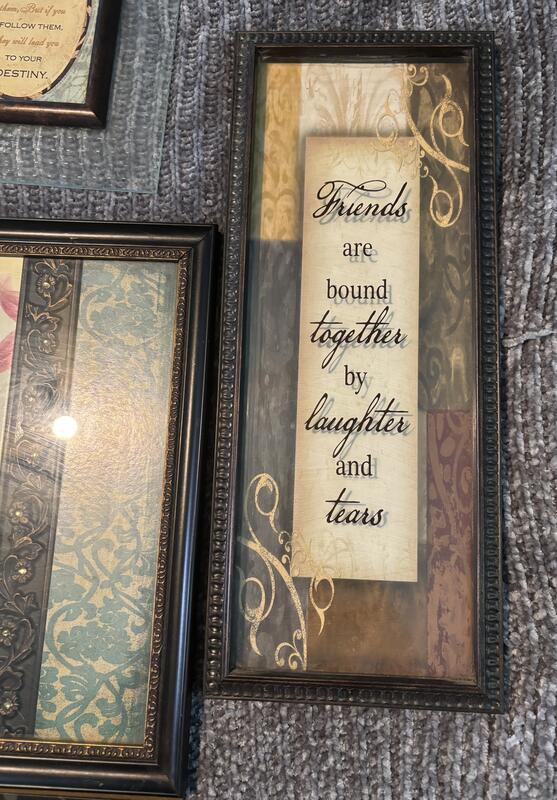 them, But if you
FOLLOW THEM,
they will lead you
TO YOUR
DESTINY.
Friends
are
bound
together
by
laughter
and
tears